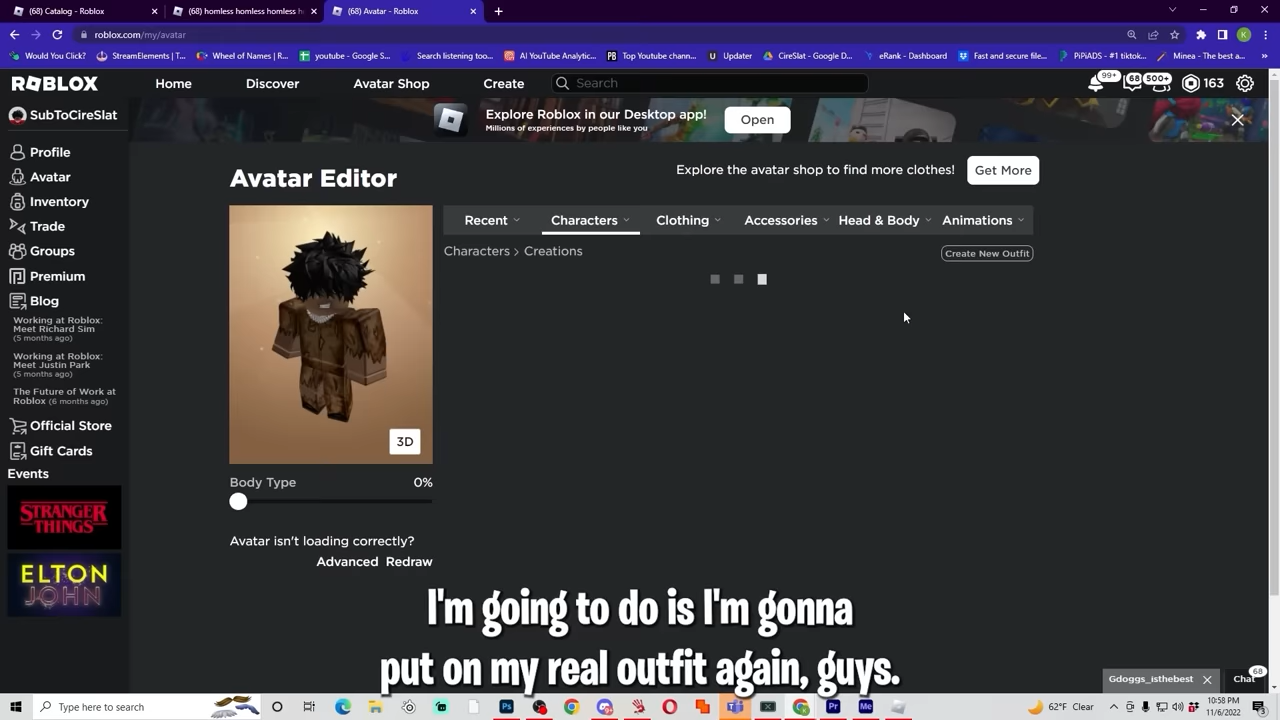 (68) Catalog - Roblox
(68) homeless homeless homeless h
(68) Avatar Editor - Roblox
roblox.com/my/avatar
Would You Click?
StreamElements | T...
Wheel of Names | R...
youtube - Google S...
Search listening too...
AI YouTube Analytic...
Top Youtube chann...
Updater
CireSlat - Google D...
eRank - Dashboard
Fast and secure file...
PiPiADS - #1 tiktok...
Minea - The best a...
ROBLOX
Home
Discover
Avatar Shop
Create
Search
99+
68
500+
163
SubToCireSlat
Explore Roblox in our Desktop app!
Millions of experiences by people like you
Open
Profile
Avatar
Inventory
Trade
Groups
Premium
Blog
Working at Roblox:
Meet Richard Sim
(5 months ago)
Working at Roblox:
Meet Justin Park
(5 months ago)
The Future of Work at
Roblox (6 months ago)
Official Store
Gift Cards
Events
STRANGER
THINGS
ELTON
JOHN
Avatar Editor
Explore the avatar shop to find more clothes!
Get More
Recent
Characters
Clothing
Accessories
Head & Body
Animations
Characters > Creations
Create New Outfit
3D
Body Type 0%
Avatar isn't loading correctly?
Advanced Redraw
I'm going to do is I'm gonna
put on my real outfit again, guys.
Gdoggs_isthebest
Chat
68
Type here to search
62°F Clear
10:58 PM
11/6/2022